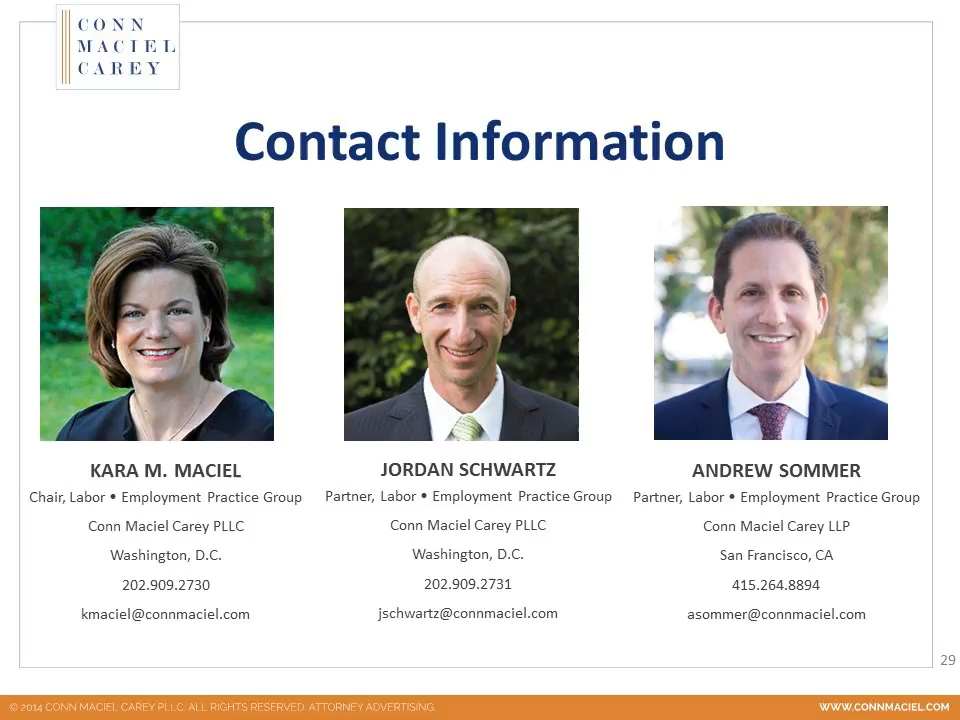 CONN
MACIEL
CAREY
Contact Information
KARA M. MACIEL
Chair, Labor • Employment Practice Group
Conn Maciel Carey PLLC
Washington, D.C.
202.909.2730
kmaciel@connmaciel.com
JORDAN SCHWARTZ
Partner, Labor • Employment Practice Group
Conn Maciel Carey PLLC
Washington, D.C.
202.909.2731
jschwartz@connmaciel.com
ANDREW SOMMER
Partner, Labor • Employment Practice Group
Conn Maciel Carey LLP
San Francisco, CA
415.264.8894
asommer@connmaciel.com
29
© 2014 CONN MACIEL CAREY PLLC. ALL RIGHTS RESERVED. ATTORNEY ADVERTISING.
WWW.CONNMACIEL.COM